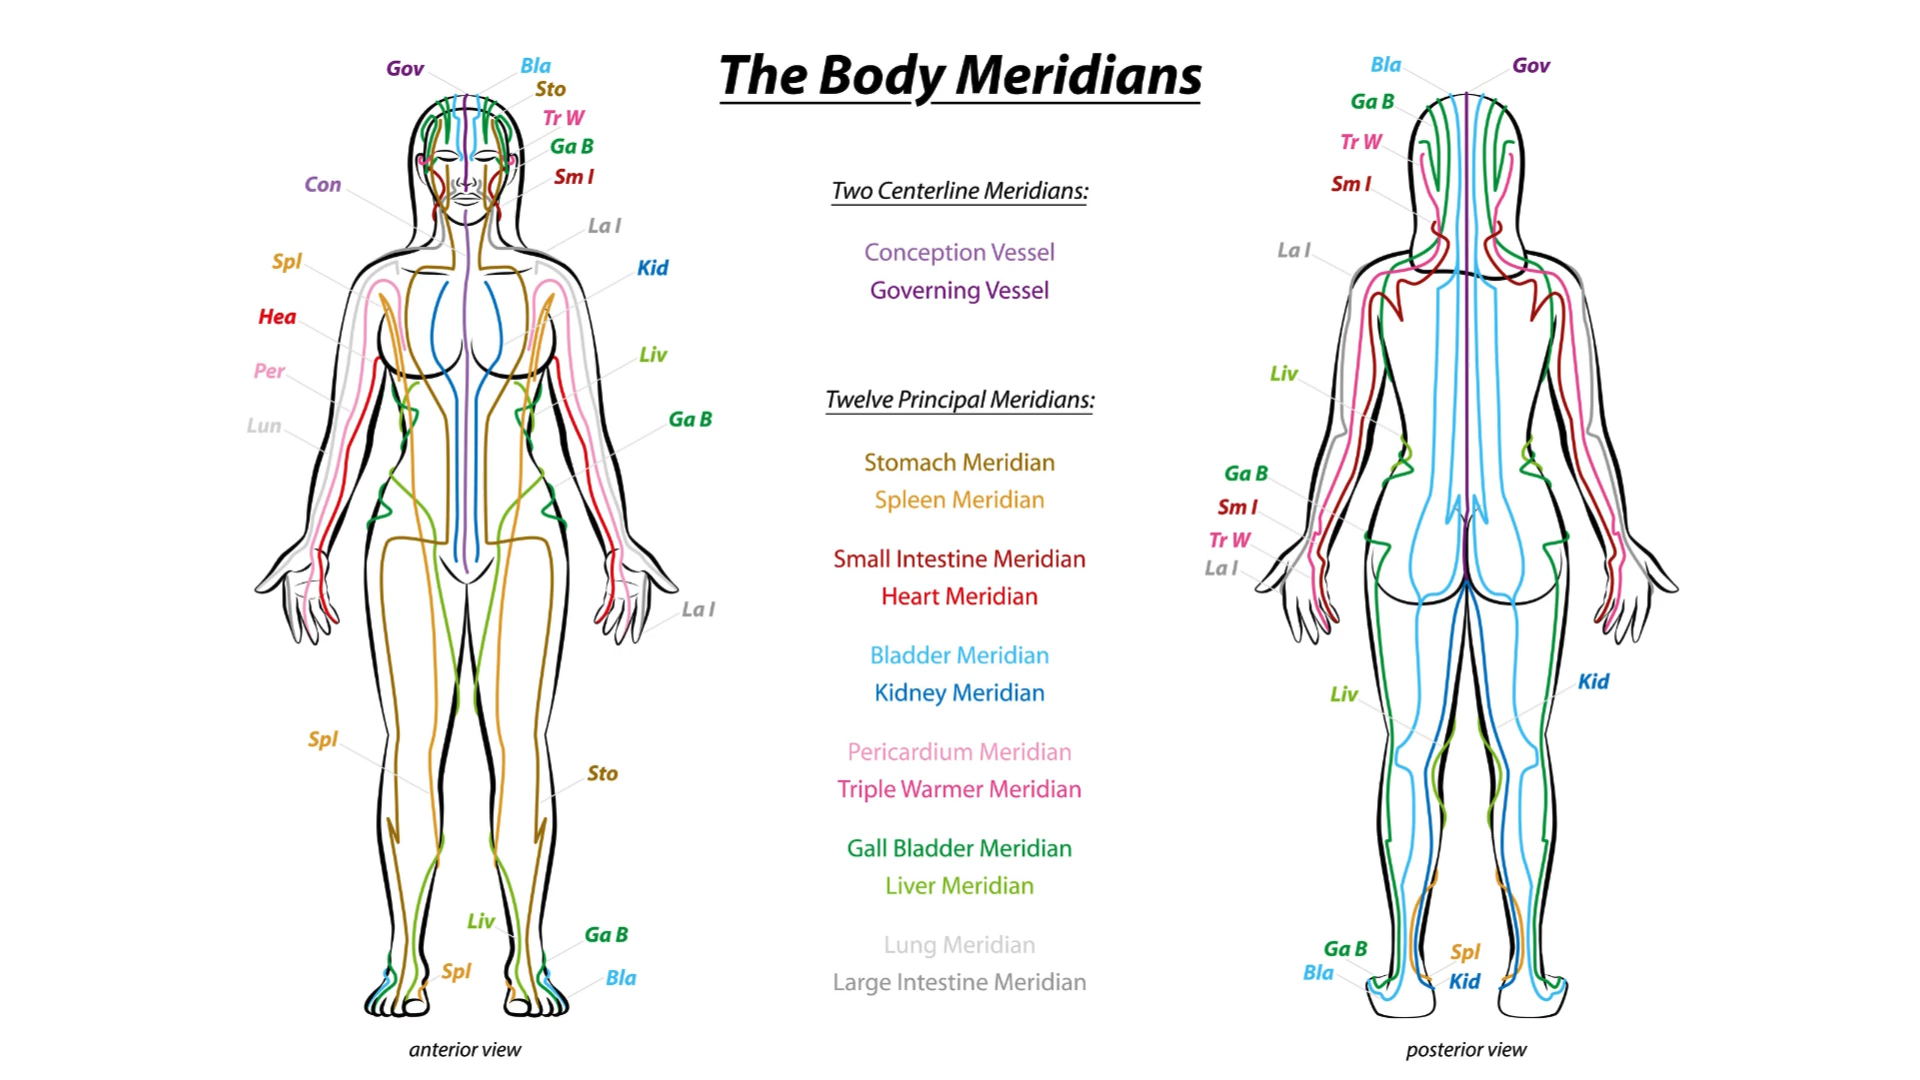 The Body Meridians
Gov
Bla
Sto
Tr W
Ga B
Sm I
Con
La I
Spl
Kid
Hea
Liv
Per
Ga B
Lun
La I
Spl
Sto
Liv
Ga B
Spl
Bla
anterior view
Two Centerline Meridians:
Conception Vessel
Governing Vessel
Twelve Principal Meridians:
Stomach Meridian
Spleen Meridian
Small Intestine Meridian
Heart Meridian
Bladder Meridian
Kidney Meridian
Pericardium Meridian
Triple Warmer Meridian
Gall Bladder Meridian
Liver Meridian
Lung Meridian
Large Intestine Meridian
Bla
Gov
Ga B
Tr W
Sm I
La I
Liv
Ga B
Sm I
Tr W
La I
Kid
Liv
Ga B
Spl
Bla
Kid
posterior view